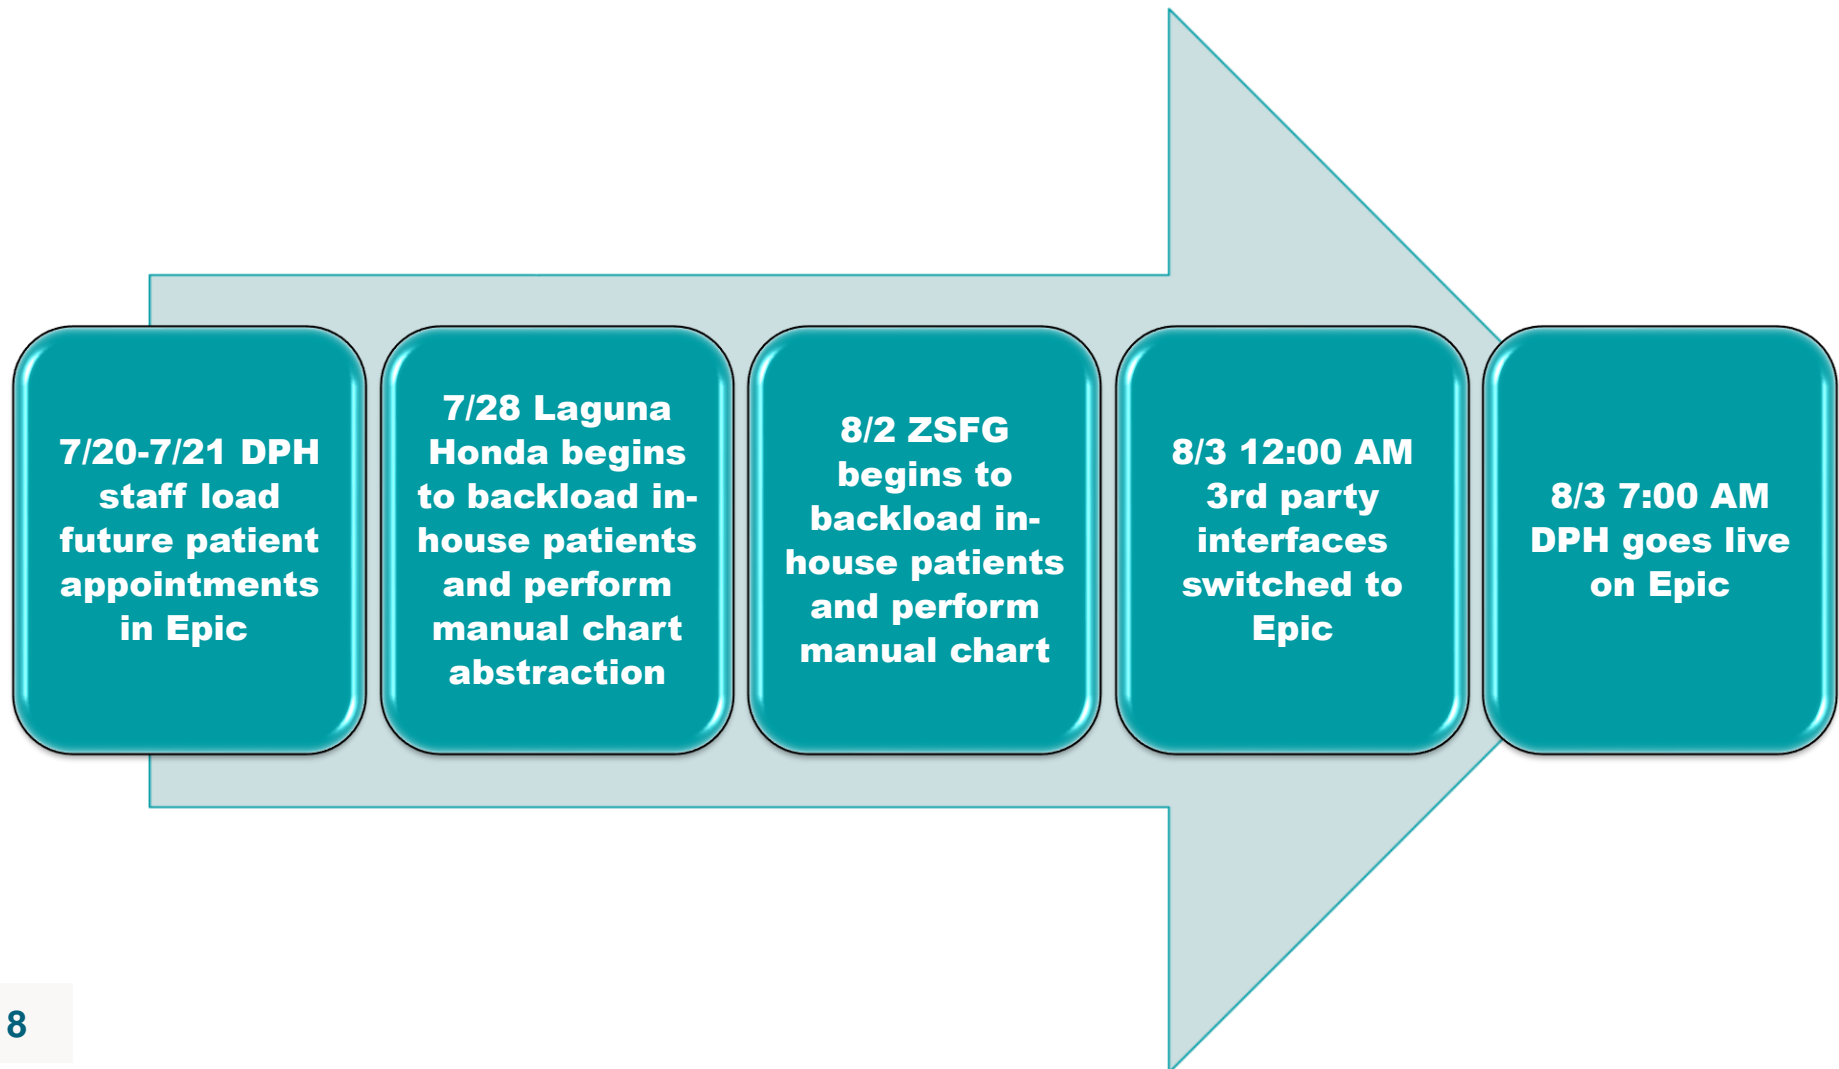 7/20-7/21 DPH
staff load
future patient
appointments
in Epic
7/28 Laguna
Honda begins
to backload in-
house patients
and perform
manual chart
abstraction
8/2 ZSFG
begins to
backload in-
house patients
and perform
manual chart
8/3 12:00 AM
3rd party
interfaces
switched to
Epic
8/3 7:00 AM
DPH goes live
on Epic
8